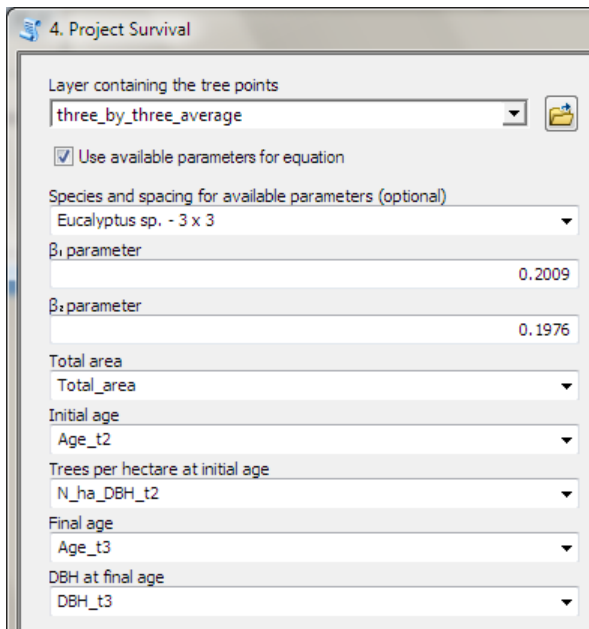 4. Project Survival
Layer containing the tree points
three_by_three_average
Use available parameters for equation
Species and spacing for available parameters (optional)
Eucalyptus sp. - 3 x 3
β₁ parameter
0.2009
β₂ parameter
0.1976
Total area
Total_area
Initial age
Age_t2
Trees per hectare at initial age
N_ha_DBH_t2
Final age
Age_t3
DBH at final age
DBH_t3